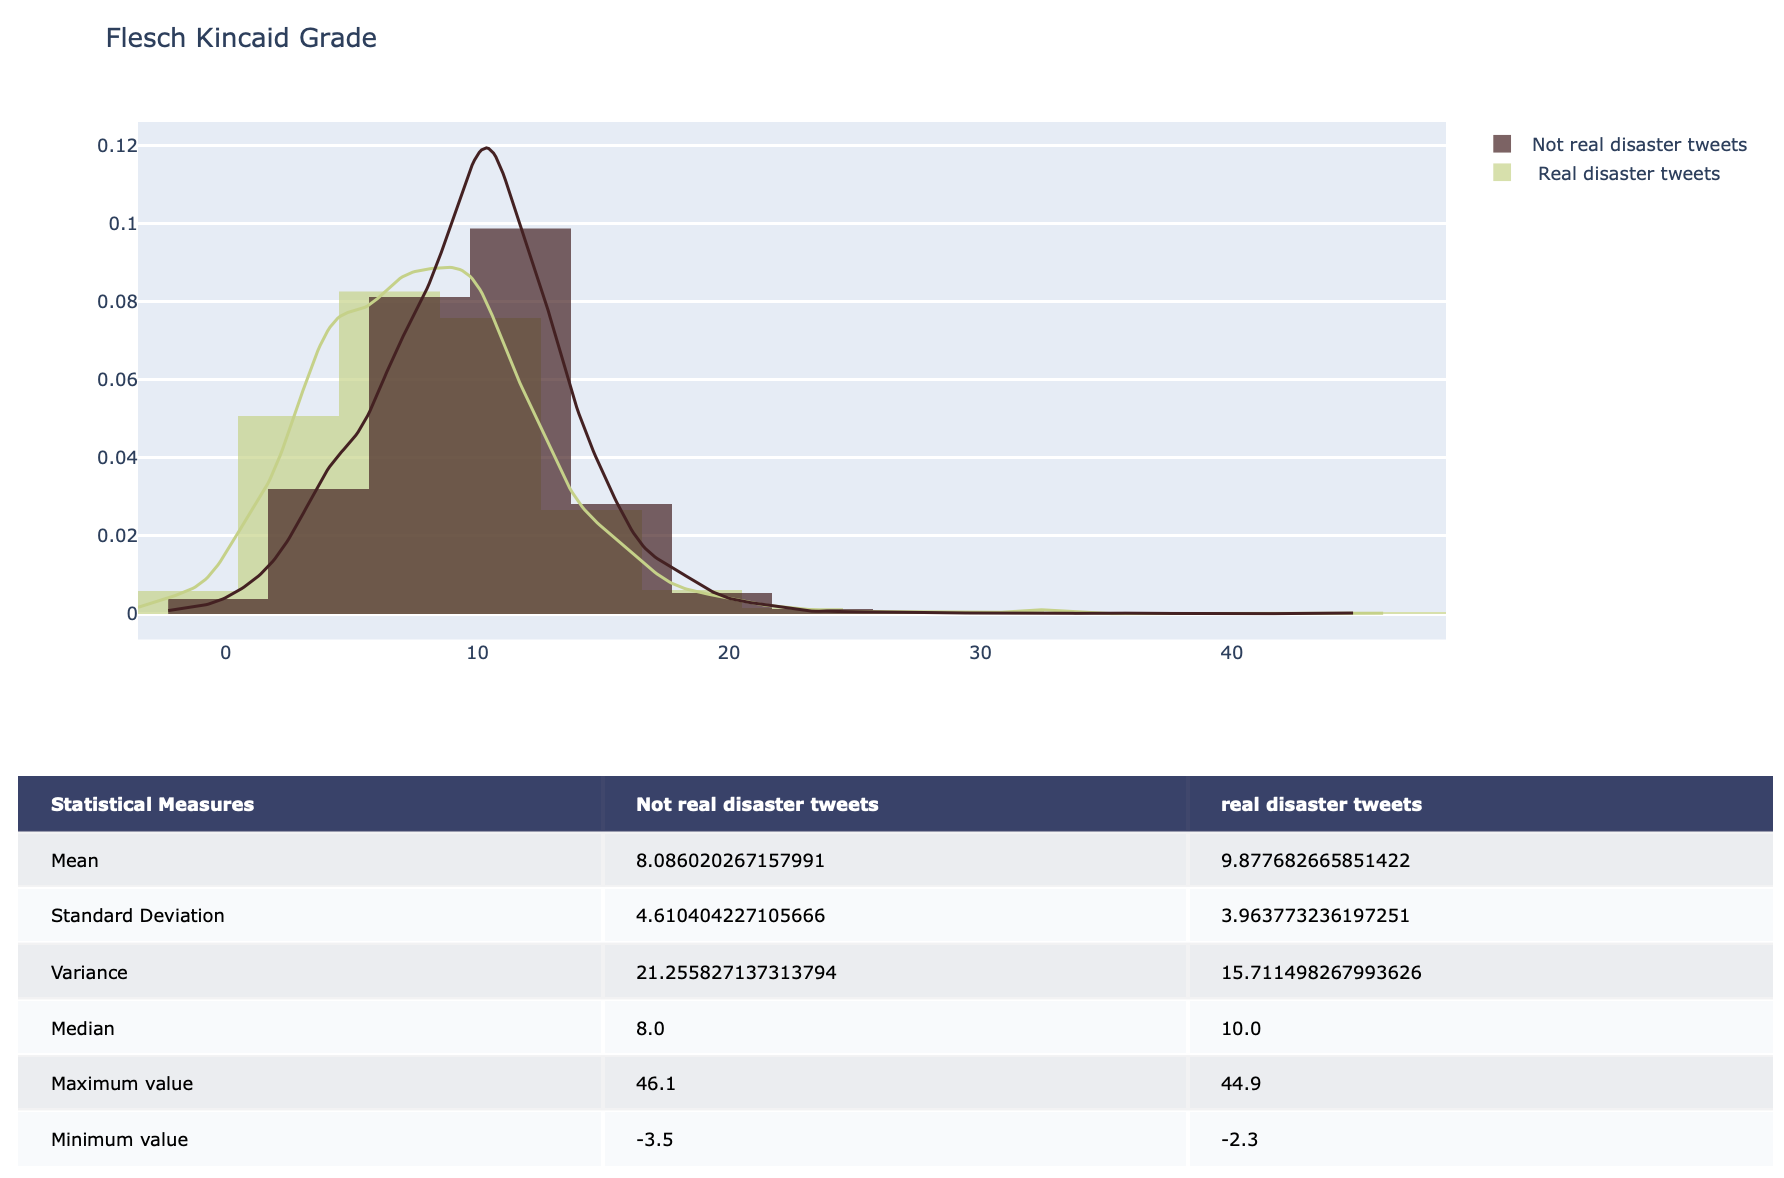 Flesch Kincaid Grade
0.12
0.1
0.08
0.06
0.04
0.02
0
0 10 20 30 40
Not real disaster tweets
Real disaster tweets
Statistical Measures Not real disaster tweets real disaster tweets
Mean 8.086020267157991 9.877682665851422
Standard Deviation 4.610404227105666 3.963773236197251
Variance 21.255827137313794 15.711498267993626
Median 8.0 10.0
Maximum value 46.1 44.9
Minimum value -3.5 -2.3